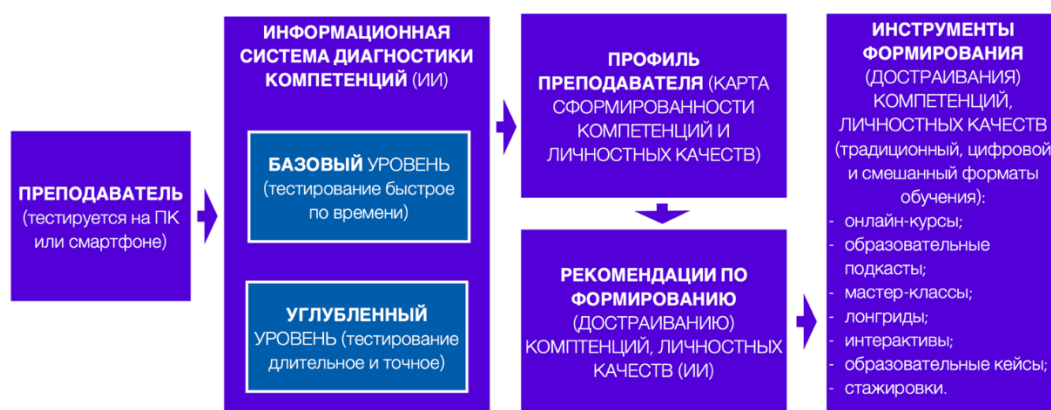 ПРЕПОДАВАТЕЛЬ
(тестируется на ПК
или смартфоне)
ИНФОРМАЦИОННАЯ
СИСТЕМА ДИАГНОСТИКИ
КОМПЕТЕНЦИЙ (ИИ)
БАЗОВЫЙ УРОВЕНЬ
(тестирование быстрое
по времени)
УГЛУБЛЕННЫЙ
УРОВЕНЬ (тестирование
длительное и точное)
ПРОФИЛЬ
ПРЕПОДАВАТЕЛЯ (КАРТА
СФОРМИРОВАННОСТИ
КОМПЕТЕНЦИЙ И
ЛИЧНОСТНЫХ КАЧЕСТВ)
РЕКОМЕНДАЦИИ ПО
ФОРМИРОВАНИЮ
(ДОСТРАИВАНИЮ)
КОМПТЕНЦИЙ, ЛИЧНОСТНЫХ
КАЧЕСТВ (ИИ)
ИНСТРУМЕНТЫ
ФОРМИРОВАНИЯ
(ДОСТРАИВАНИЯ)
КОМПЕТЕНЦИЙ,
ЛИЧНОСТНЫХ КАЧЕСТВ
(традиционный, цифровой
и смешанный форматы
обучения):
- онлайн-курсы;
- образовательные
подкасты;
- мастер-классы;
- лонгриды;
- интерактивы;
- образовательные кейсы;
- стажировки.